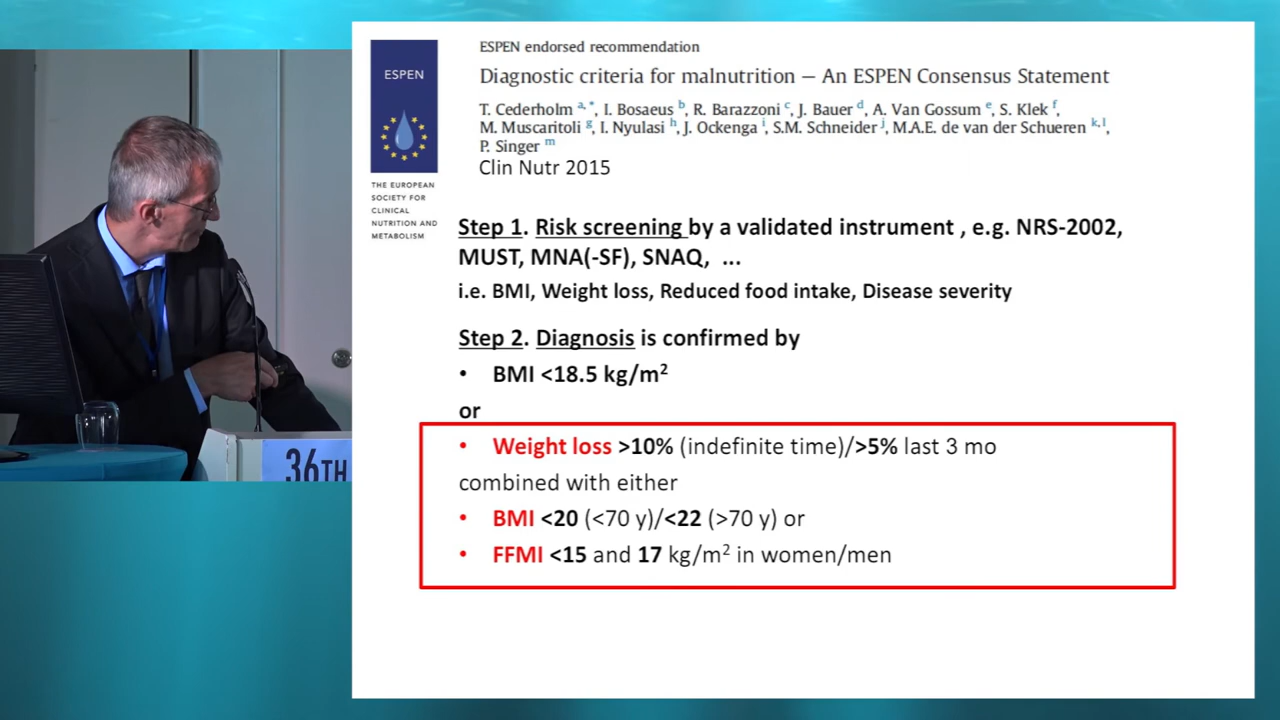 ESPEN
THE EUROPEAN
SOCIETY FOR
CLINICAL
NUTRITION AND
METABOLISM
ESPEN endorsed recommendation
Diagnostic criteria for malnutrition – An ESPEN Consensus Statement
T. Cederholm a, *, I. Bosaeus b, R. Barazzoni c, J. Bauer d, A. Van Gossum e, S. Klek f,
M. Muscaritoli g, I. Nyulasi h, J. Ockenga i, S.M. Schneider j, M.A.E. de van der Schueren k, l,
P. Singer m
Clin Nutr 2015
Step 1. Risk screening by a validated instrument , e.g. NRS-2002,
MUST, MNA(-SF), SNAQ, ...
i.e. BMI, Weight loss, Reduced food intake, Disease severity
Step 2. Diagnosis is confirmed by
• BMI <18.5 kg/m²
or
• Weight loss >10% (indefinite time)/>5% last 3 mo
combined with either
• BMI <20 (<70 y)/<22 (>70 y) or
• FFMI <15 and 17 kg/m² in women/men
36TH